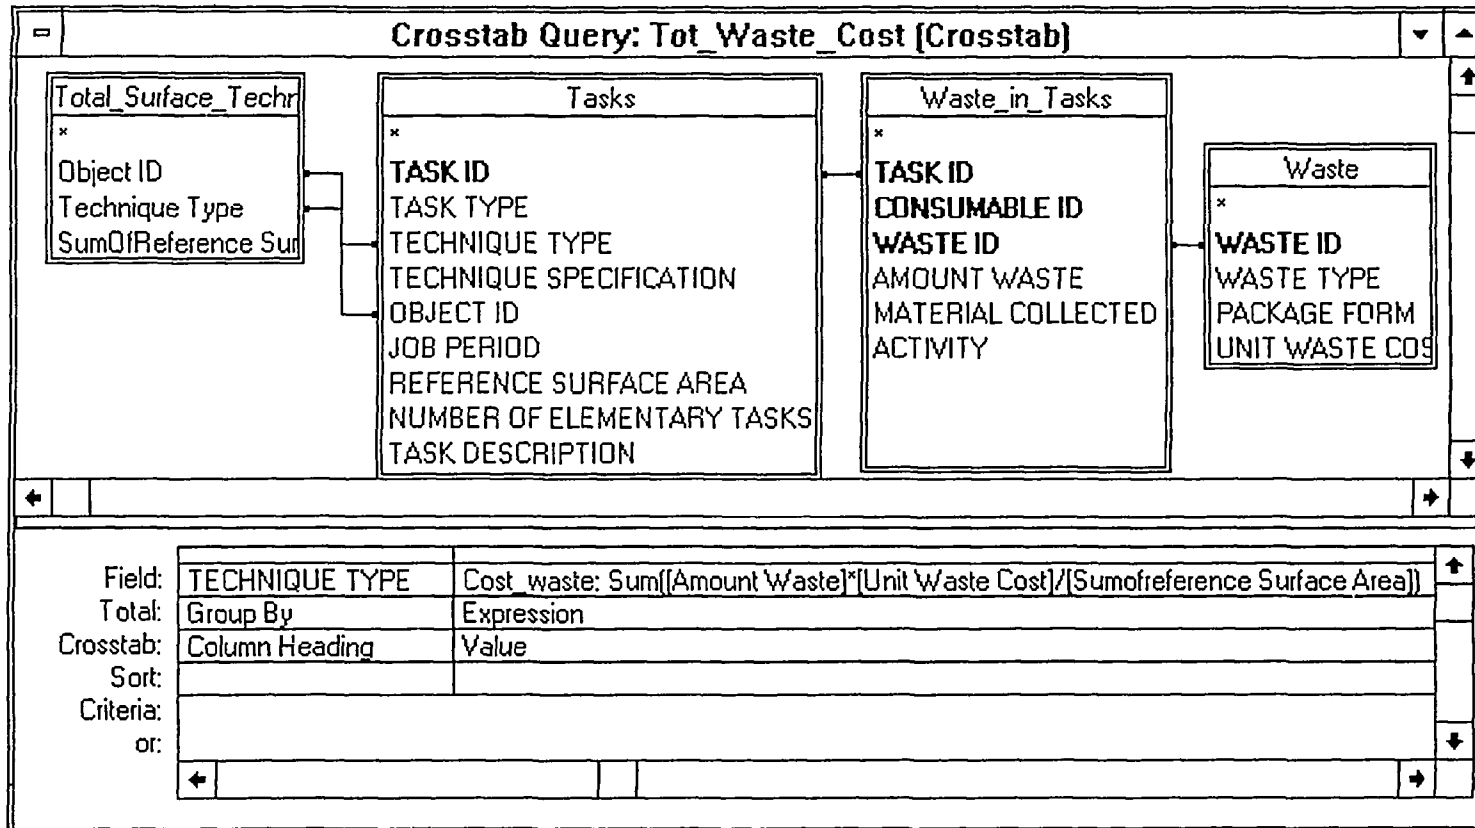 Crosstab Query: Tot_Waste_Cost (Crosstab)
Total_Surface_Techr
*
Object ID
Technique Type
SumOfReference Sur
Tasks
*
TASK ID
TASK TYPE
TECHNIQUE TYPE
TECHNIQUE SPECIFICATION
OBJECT ID
JOB PERIOD
REFERENCE SURFACE AREA
NUMBER OF ELEMENTARY TASKS
TASK DESCRIPTION
Waste_in_Tasks
*
TASK ID
CONSUMABLE ID
WASTE ID
AMOUNT WASTE
MATERIAL COLLECTED
ACTIVITY
Waste
*
WASTE ID
WASTE TYPE
PACKAGE FORM
UNIT WASTE COS
Field: TECHNIQUE TYPE Cost_waste: Sum([Amount Waste]*[Unit Waste Cost]/[Sumofreference Surface Area])
Total: Group By Expression
Crosstab: Column Heading Value
Sort:
Criteria:
or: